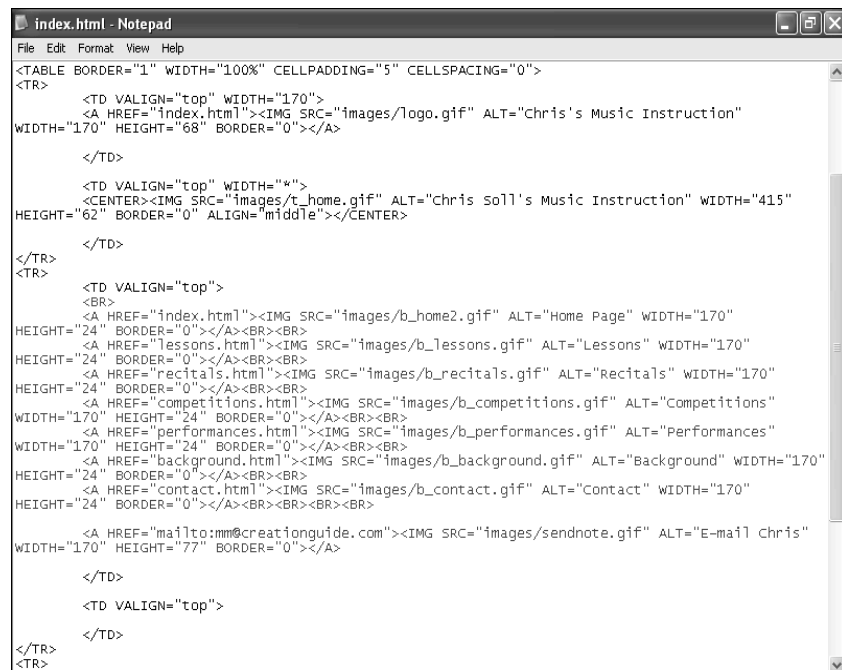 index.html - Notepad
File Edit Format View Help
<TABLE BORDER="1" WIDTH="100%" CELLPADDING="5" CELLSPACING="0">
<TR>
<TD VALIGN="top" WIDTH="170">
<A HREF="index.html"><IMG SRC="images/logo.gif" ALT="Chris's Music Instruction"
WIDTH="170" HEIGHT="68" BORDER="0"></A>
</TD>
<TD VALIGN="top" WIDTH="*">
<CENTER><IMG SRC="images/t_home.gif" ALT="Chris Soll's Music Instruction" WIDTH="415"
HEIGHT="62" BORDER="0" ALIGN="middle"></CENTER>
</TD>
</TR>
<TR>
<TD VALIGN="top">
<BR>
<A HREF="index.html"><IMG SRC="images/b_home2.gif" ALT="Home Page" WIDTH="170"
HEIGHT="24" BORDER="0"></A><BR><BR>
<A HREF="lessons.html"><IMG SRC="images/b_lessons.gif" ALT="Lessons" WIDTH="170"
HEIGHT="24" BORDER="0"></A><BR><BR>
<A HREF="recitals.html"><IMG SRC="images/b_recitals.gif" ALT="Recitals" WIDTH="170"
HEIGHT="24" BORDER="0"></A><BR><BR>
<A HREF="competitions.html"><IMG SRC="images/b_competitions.gif" ALT="Competitions"
WIDTH="170" HEIGHT="24" BORDER="0"></A><BR><BR>
<A HREF="performances.html"><IMG SRC="images/b_performances.gif" ALT="Performances"
WIDTH="170" HEIGHT="24" BORDER="0"></A><BR><BR>
<A HREF="background.html"><IMG SRC="images/b_background.gif" ALT="Background" WIDTH="170"
HEIGHT="24" BORDER="0"></A><BR><BR>
<A HREF="contact.html"><IMG SRC="images/b_contact.gif" ALT="Contact" WIDTH="170"
HEIGHT="24" BORDER="0"></A><BR><BR><BR><BR>
<A HREF="mailto:mm@creationguide.com"><IMG SRC="images/sendnote.gif" ALT="E-mail Chris"
WIDTH="170" HEIGHT="77" BORDER="0"></A>
</TD>
<TD VALIGN="top">
</TD>
</TR>
<TR>